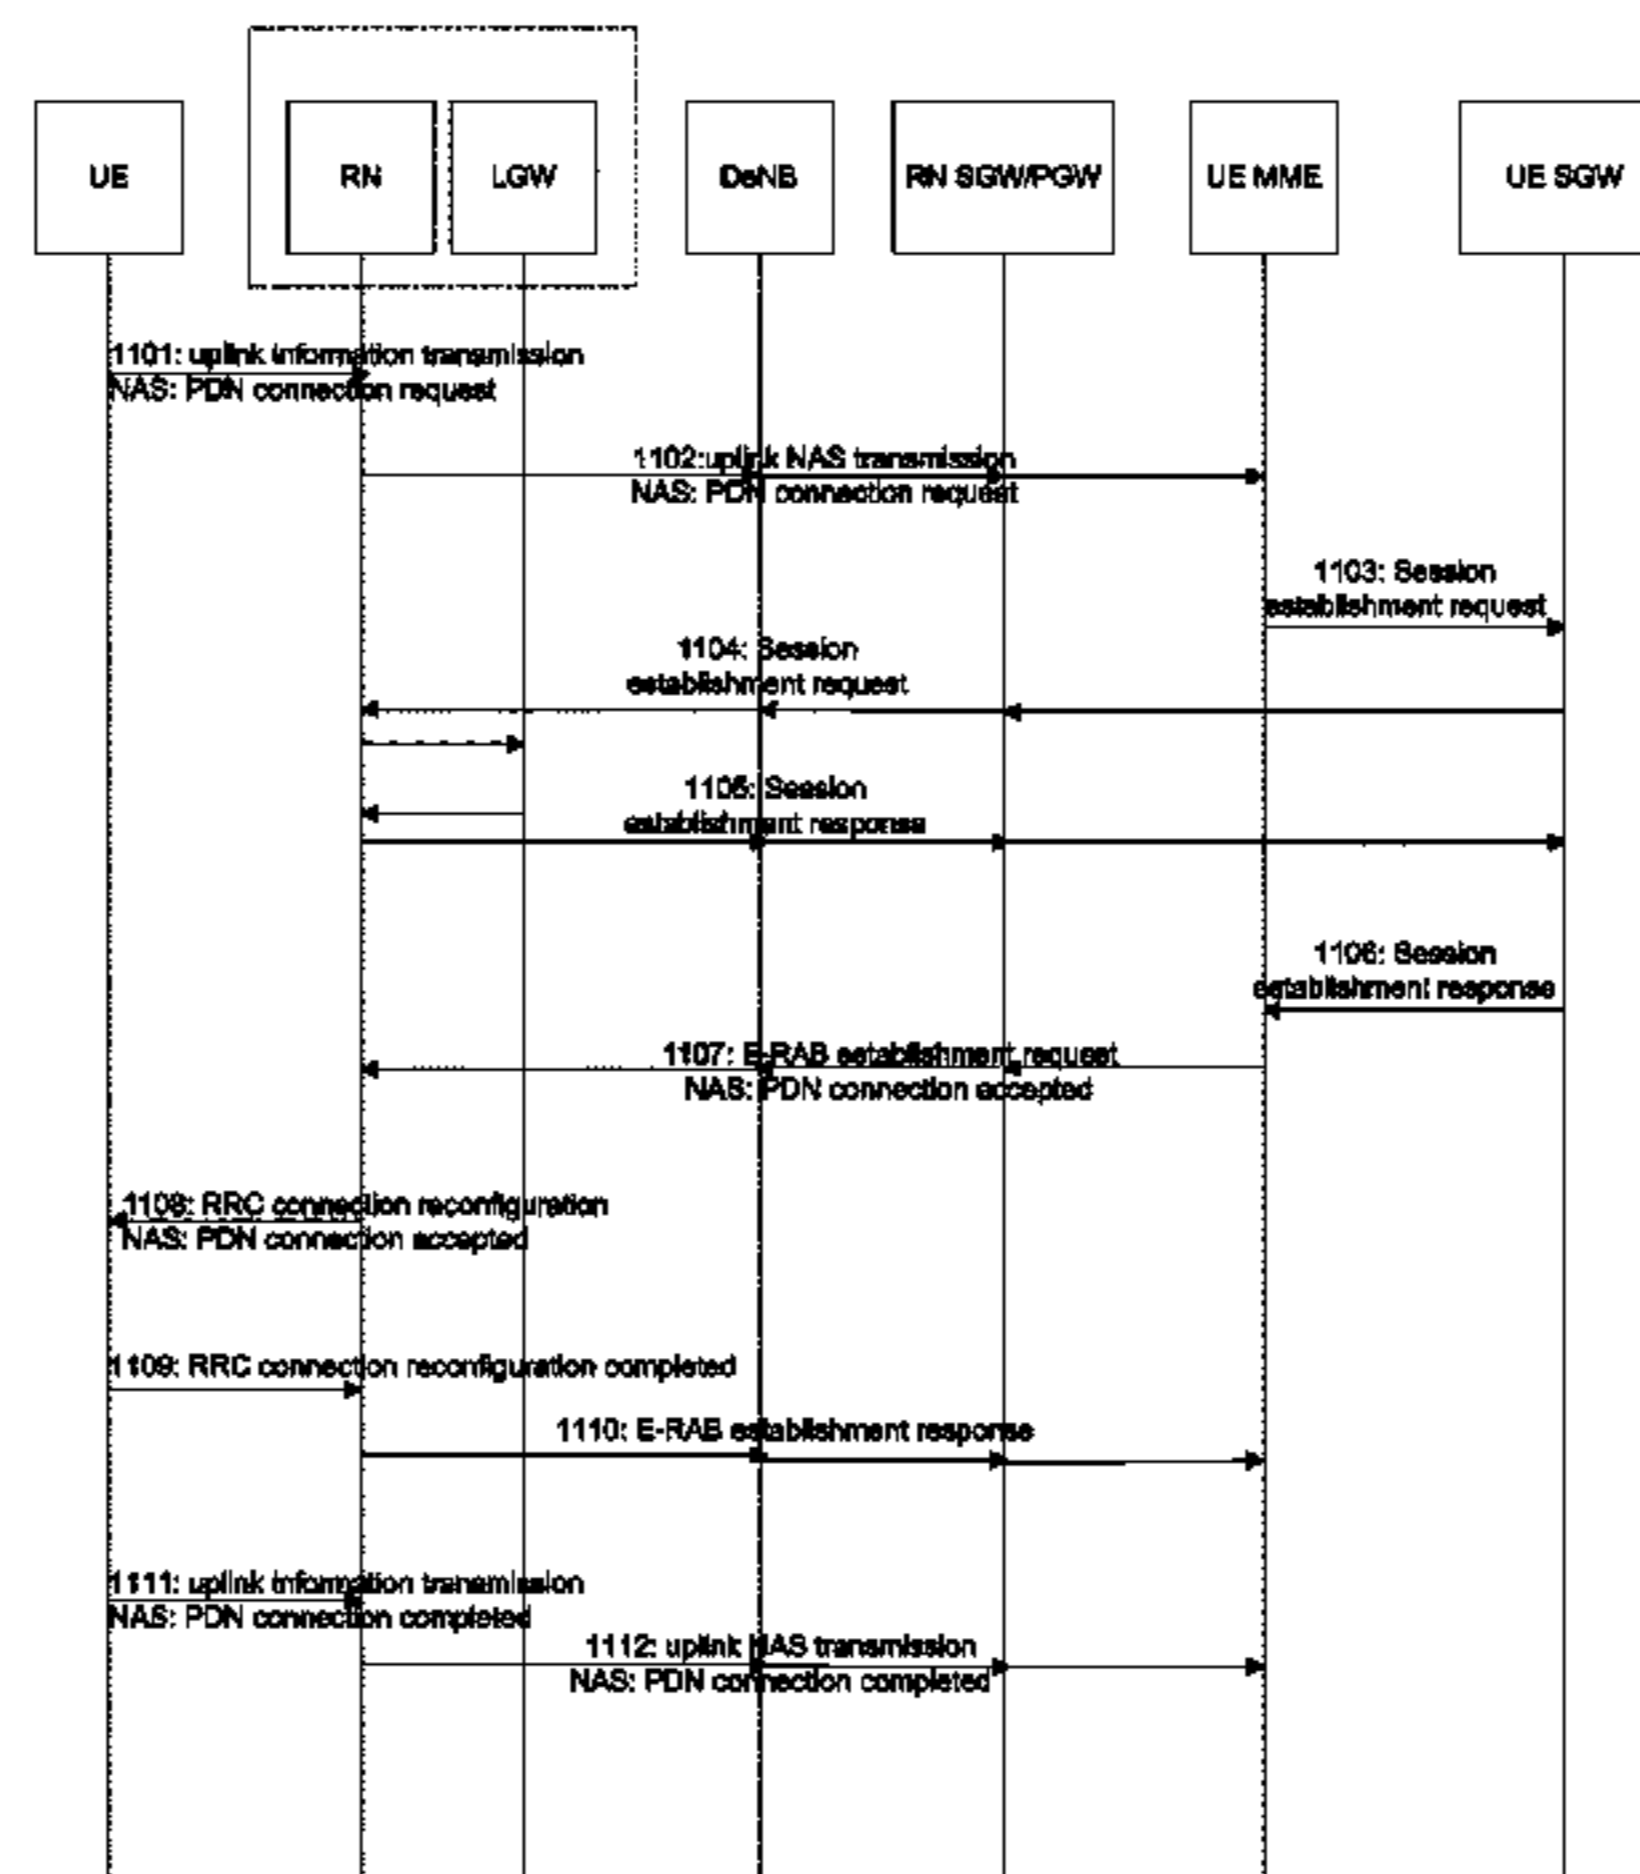 UE
RN
LGW
DeNB
RN SGW/PGW
UE MME
UE SGW
1101: uplink information transmission
NAS: PDN connection request
1102:uplink NAS transmission
NAS: PDN connection request
1103: Session
establishment request
1104: Session
establishment request
1105: Session
establishment response
1106: Session
establishment response
1107: E-RAB establishment request
NAS: PDN connection accepted
1108: RRC connection reconfiguration
NAS: PDN connection accepted
1109: RRC connection reconfiguration completed
1110: E-RAB establishment response
1111: uplink information transmission
NAS: PDN connection completed
1112: uplink NAS transmission
NAS: PDN connection completed